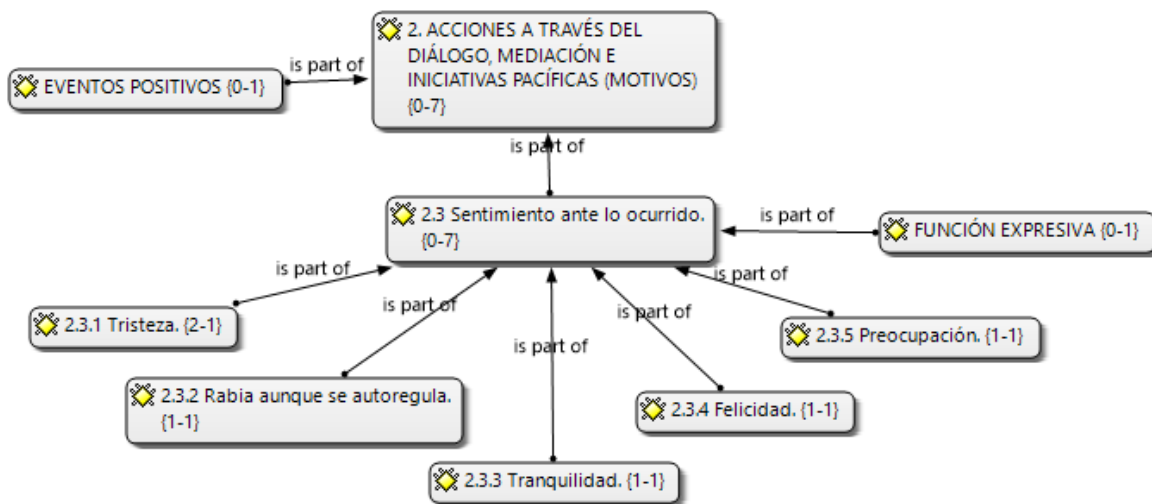 2. ACCIONES A TRAVÉS DEL
DIÁLOGO, MEDIACIÓN E
INICIATIVAS PACÍFICAS (MOTIVOS)
{0-7}
is part of
EVENTOS POSITIVOS {0-1}
is part of
2.3 Sentimiento ante lo ocurrido.
{0-7}
is part of
FUNCIÓN EXPRESIVA {0-1}
is part of
is part of
is part of
is part of
is part of
2.3.1 Tristeza. {2-1}
2.3.5 Preocupación. {1-1}
2.3.2 Rabia aunque se autoregula.
{1-1}
2.3.4 Felicidad. {1-1}
2.3.3 Tranquilidad. {1-1}